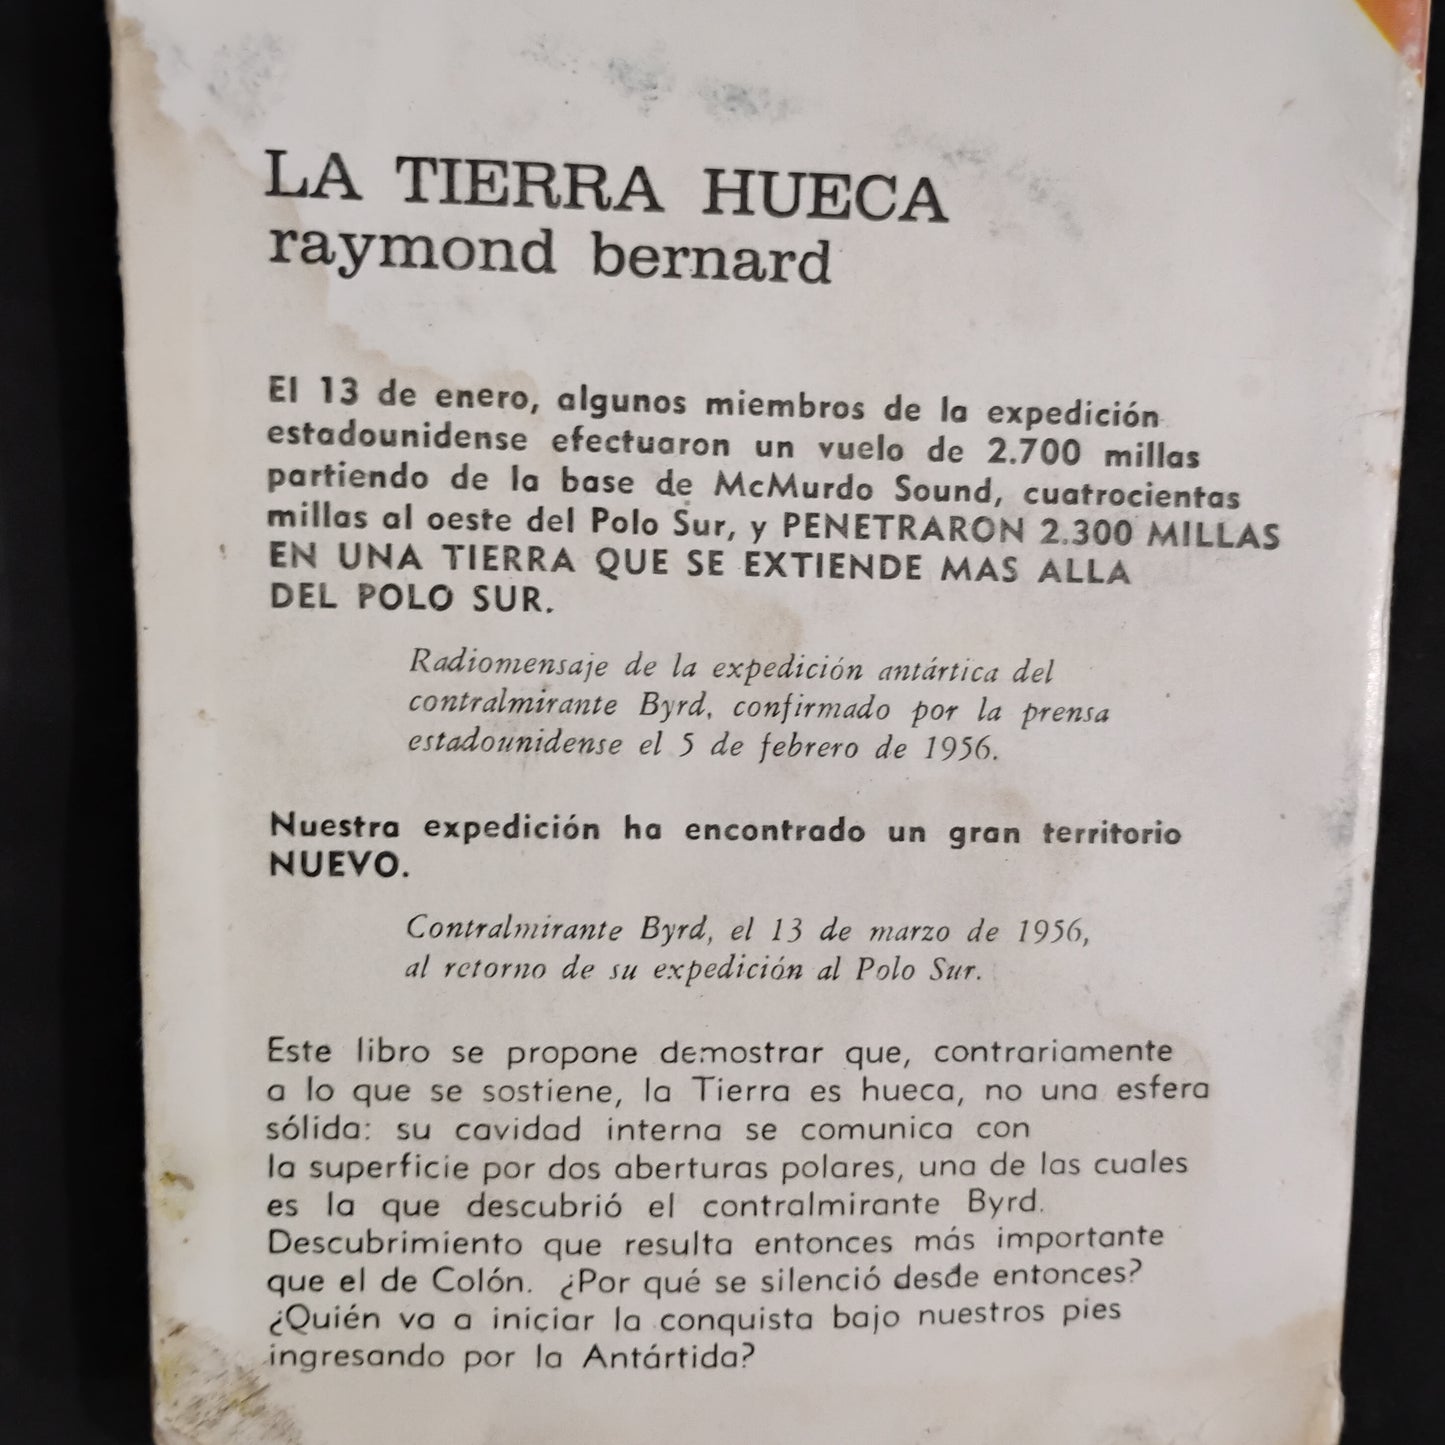 LA TIERRA HUECA
raymond bernard
El 13 de enero, algunos miembros de la expedición
estadounidense efectuaron un vuelo de 2.700 millas
partiendo de la base de McMurdo Sound, cuatrocientas
millas al oeste del Polo Sur, y PENETRARON 2.300 MILLAS
EN UNA TIERRA QUE SE EXTIENDE MAS ALLA
DEL POLO SUR.
Radiomensaje de la expedición antártica del
contralmirante Byrd, confirmado por la prensa
estadounidense el 5 de febrero de 1956.
Nuestra expedición ha encontrado un gran territorio
NUEVO.
Contralmirante Byrd, el 13 de marzo de 1956,
al retorno de su expedición al Polo Sur.
Este libro se propone demostrar que, contrariamente
a lo que se sostiene, la Tierra es hueca, no una esfera
sólida: su cavidad interna se comunica con
la superficie por dos aberturas polares, una de las cuales
es la que descubrió el contralmirante Byrd.
Descubrimiento que resulta entonces más importante
que el de Colón. ¿Por qué se silenció desde entonces?
¿Quién va a iniciar la conquista bajo nuestros pies
ingresando por la Antártida?